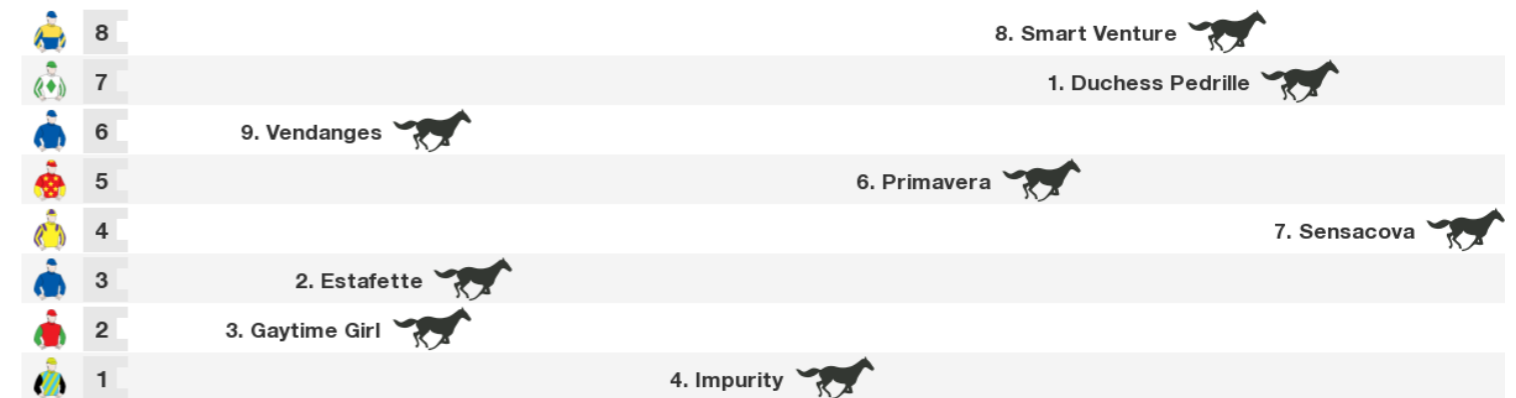 8 8. Smart Venture
7 1. Duchess Pedrille
6 9. Vendanges
5 6. Primavera
4 7. Sensacova
3 2. Estafette
2 3. Gaytime Girl
1 4. Impurity